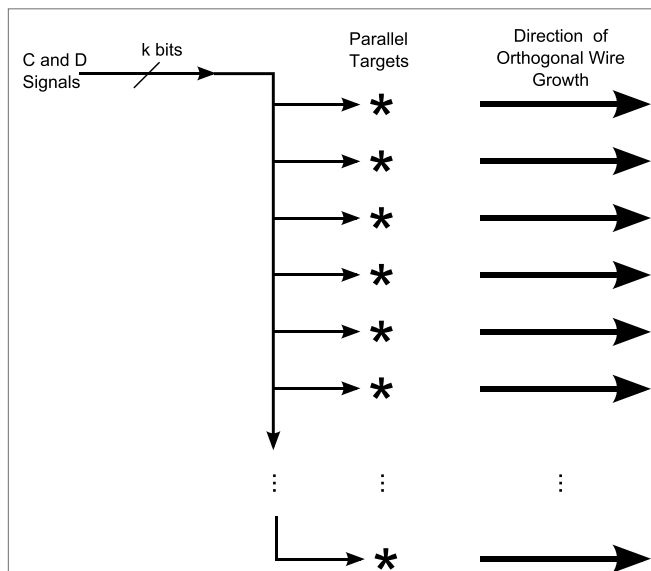 C and D
Signals
k bits
Parallel
Targets
Direction of
Orthogonal Wire
Growth
* 
*
*
*
*
*
⋮ ⋮ ⋮
*